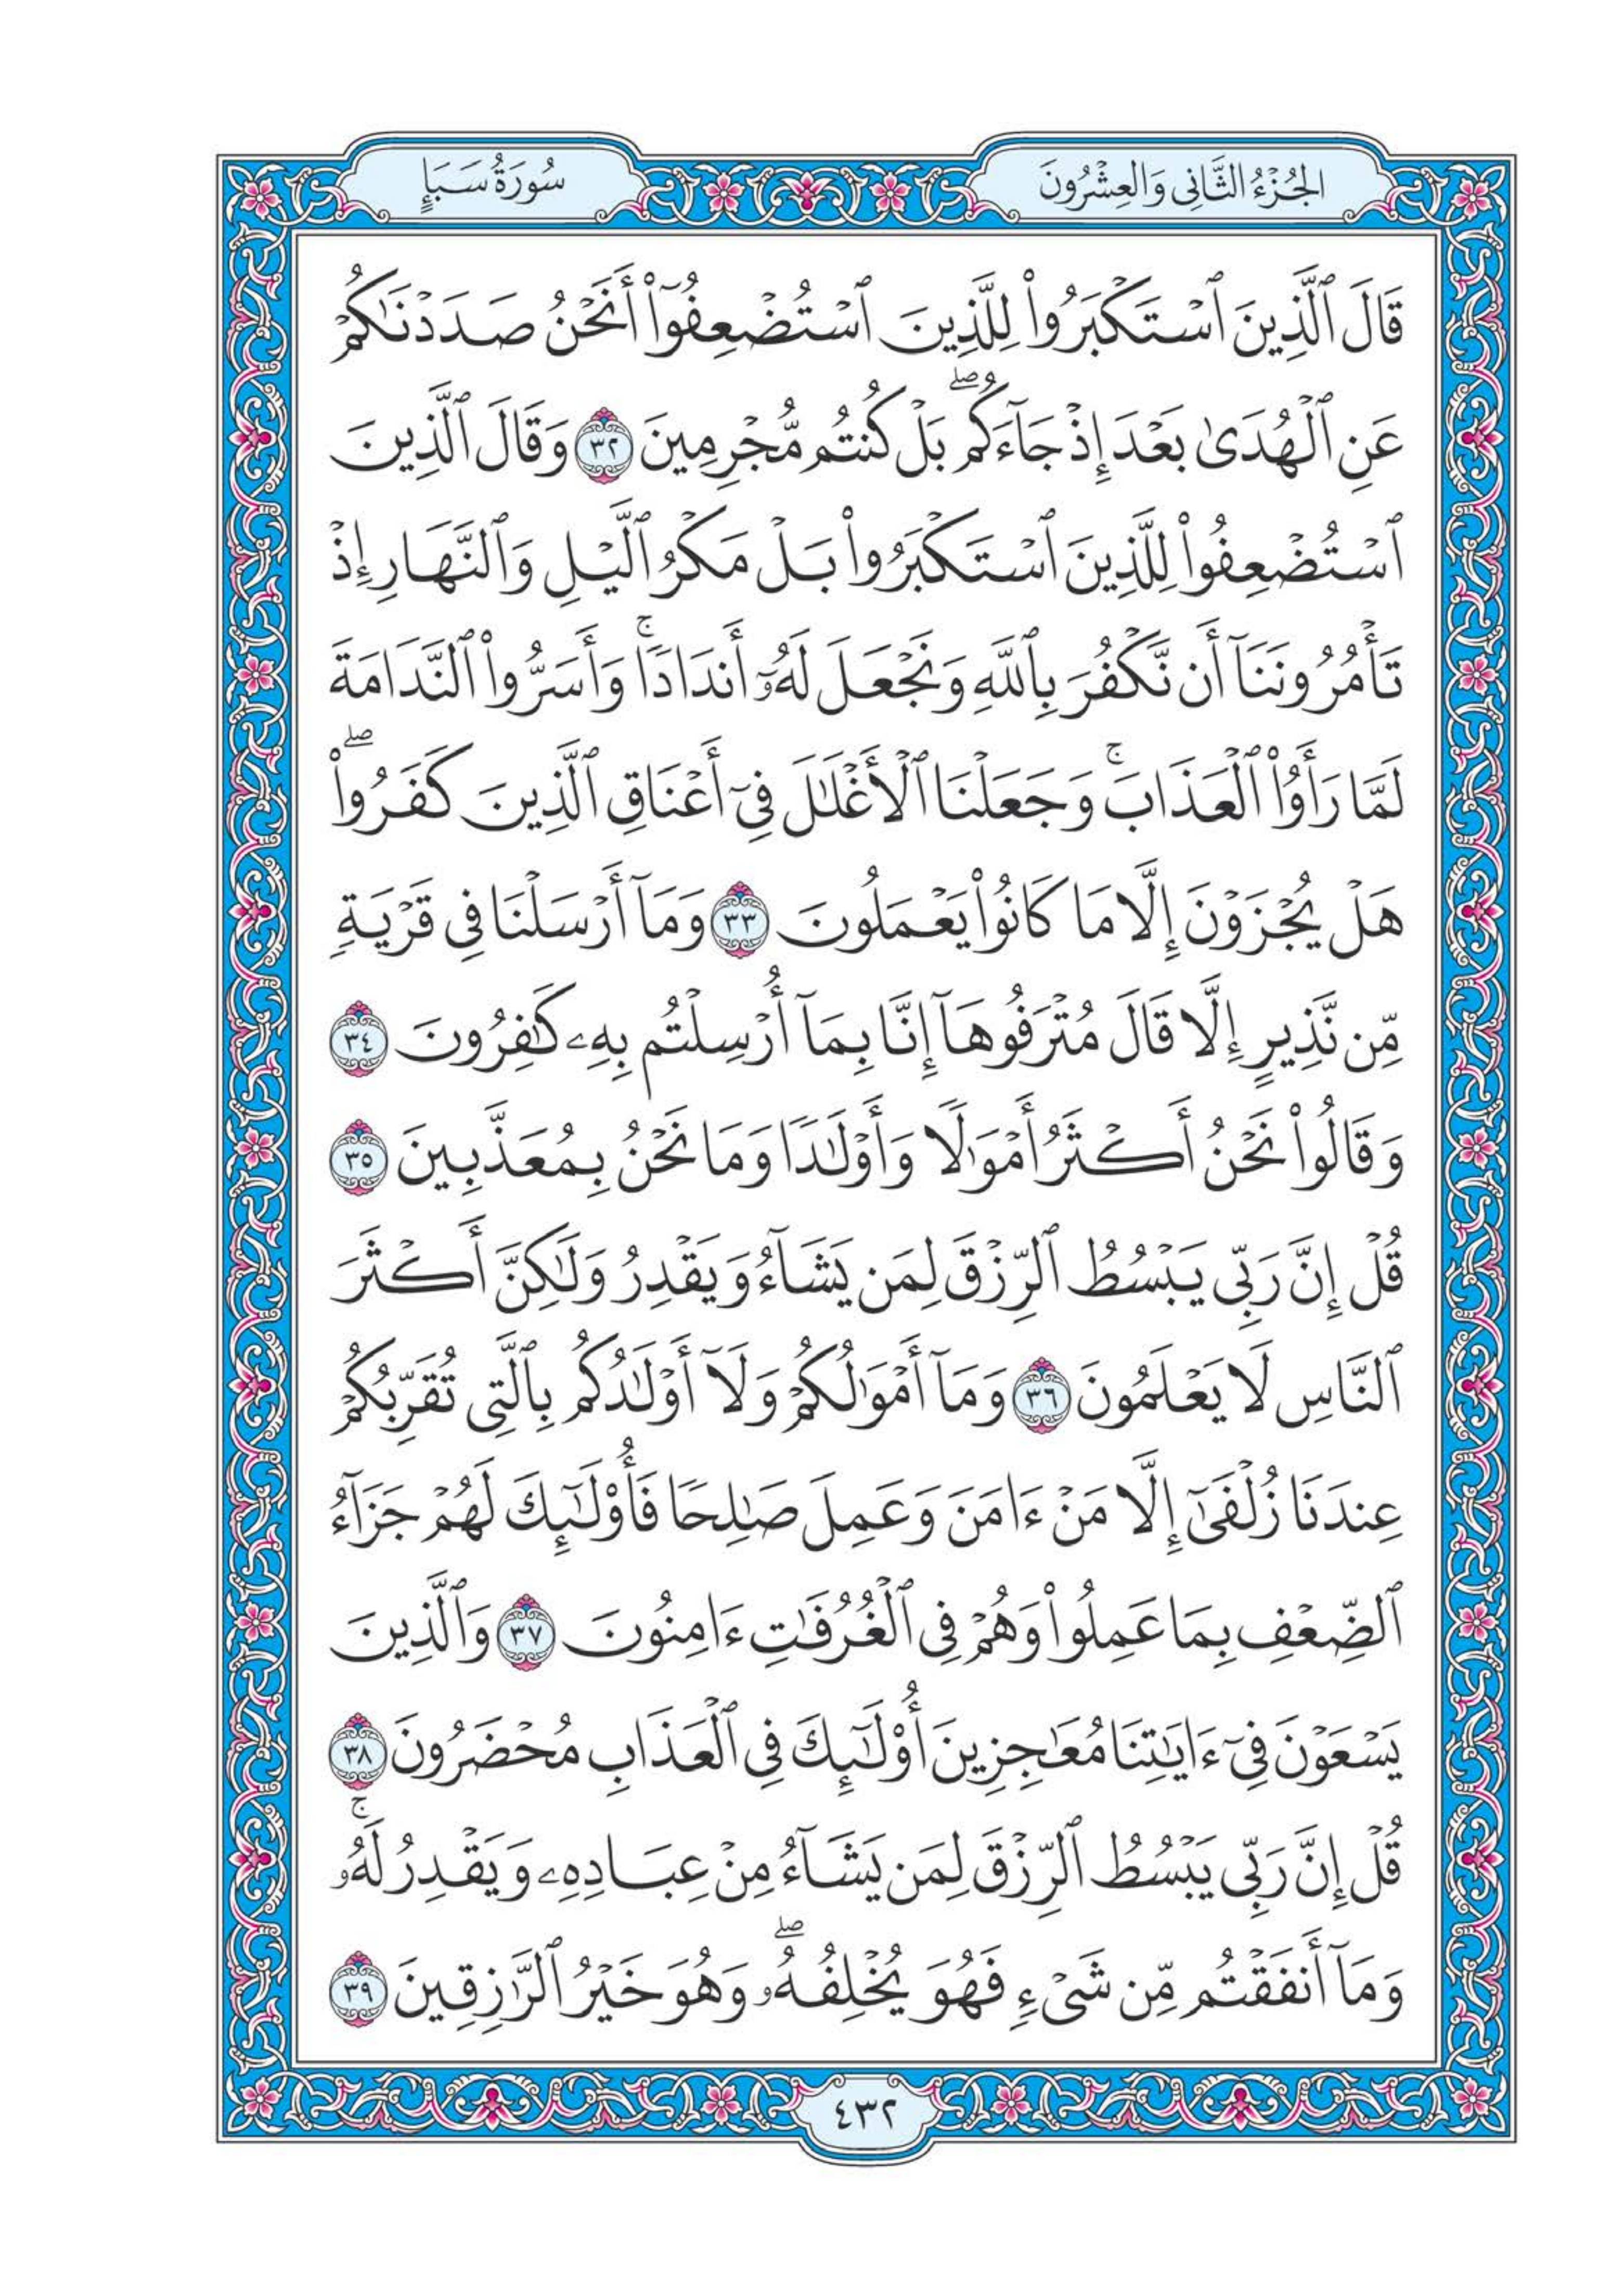 الجُزْءُ الثَّانِى وَالعِشْرُونَ
سُورَةُ سَبَإٍ
قَالَ ٱلَّذِينَ ٱسْتَكْبَرُوا۟ لِلَّذِينَ ٱسْتُضْعِفُوٓا۟ أَنَحْنُ صَدَدْنَٰكُمْ
عَنِ ٱلْهُدَىٰ بَعْدَ إِذْ جَآءَكُم ۖ بَلْ كُنتُم مُّجْرِمِينَ ٣٢ وَقَالَ ٱلَّذِينَ
ٱسْتُضْعِفُوا۟ لِلَّذِينَ ٱسْتَكْبَرُوا۟ بَلْ مَكْرُ ٱلَّيْلِ وَٱلنَّهَارِ إِذْ
تَأْمُرُونَنَآ أَن نَّكْفُرَ بِٱللَّهِ وَنَجْعَلَ لَهُۥٓ أَندَادًا ۚ وَأَسَرُّوا۟ ٱلنَّدَامَةَ
لَمَّا رَأَوُا۟ ٱلْعَذَابَ ۚ وَجَعَلْنَا ٱلْأَغْلَٰلَ فِىٓ أَعْنَاقِ ٱلَّذِينَ كَفَرُوا۟ ۖ
هَلْ يُجْزَوْنَ إِلَّا مَا كَانُوا۟ يَعْمَلُونَ ٣٣ وَمَآ أَرْسَلْنَا فِى قَرْيَةٍ
مِّن نَّذِيرٍ إِلَّا قَالَ مُتْرَفُوهَآ إِنَّا بِمَآ أُرْسِلْتُم بِهِۦ كَٰفِرُونَ ٣٤
وَقَالُوا۟ نَحْنُ أَكْثَرُ أَمْوَٰلًا وَأَوْلَٰدًا وَمَا نَحْنُ بِمُعَذَّبِينَ ٣٥
قُلْ إِنَّ رَبِّى يَبْسُطُ ٱلرِّزْقَ لِمَن يَشَآءُ وَيَقْدِرُ وَلَٰكِنَّ أَكْثَرَ
ٱلنَّاسِ لَا يَعْلَمُونَ ٣٦ وَمَآ أَمْوَٰلُكُمْ وَلَآ أَوْلَٰدُكُم بِٱلَّتِى تُقَرِّبُكُمْ
عِندَنَا زُلْفَىٰٓ إِلَّا مَنْ ءَامَنَ وَعَمِلَ صَٰلِحًا فَأُو۟لَٰٓئِكَ لَهُمْ جَزَآءُ
ٱلضِّعْفِ بِمَا عَمِلُوا۟ وَهُمْ فِى ٱلْغُرُفَٰتِ ءَامِنُونَ ٣٧ وَٱلَّذِينَ
يَسْعَوْنَ فِىٓ ءَايَٰتِنَا مُعَٰجِزِينَ أُو۟لَٰٓئِكَ فِى ٱلْعَذَابِ مُحْضَرُونَ ٣٨
قُلْ إِنَّ رَبِّى يَبْسُطُ ٱلرِّزْقَ لِمَن يَشَآءُ مِنْ عِبَادِهِۦ وَيَقْدِرُ لَهُۥ ۚ
وَمَآ أَنفَقْتُم مِّن شَىْءٍ فَهُوَ يُخْلِفُهُۥ ۖ وَهُوَ خَيْرُ ٱلرَّٰزِقِينَ ٣٩
٤٣٢